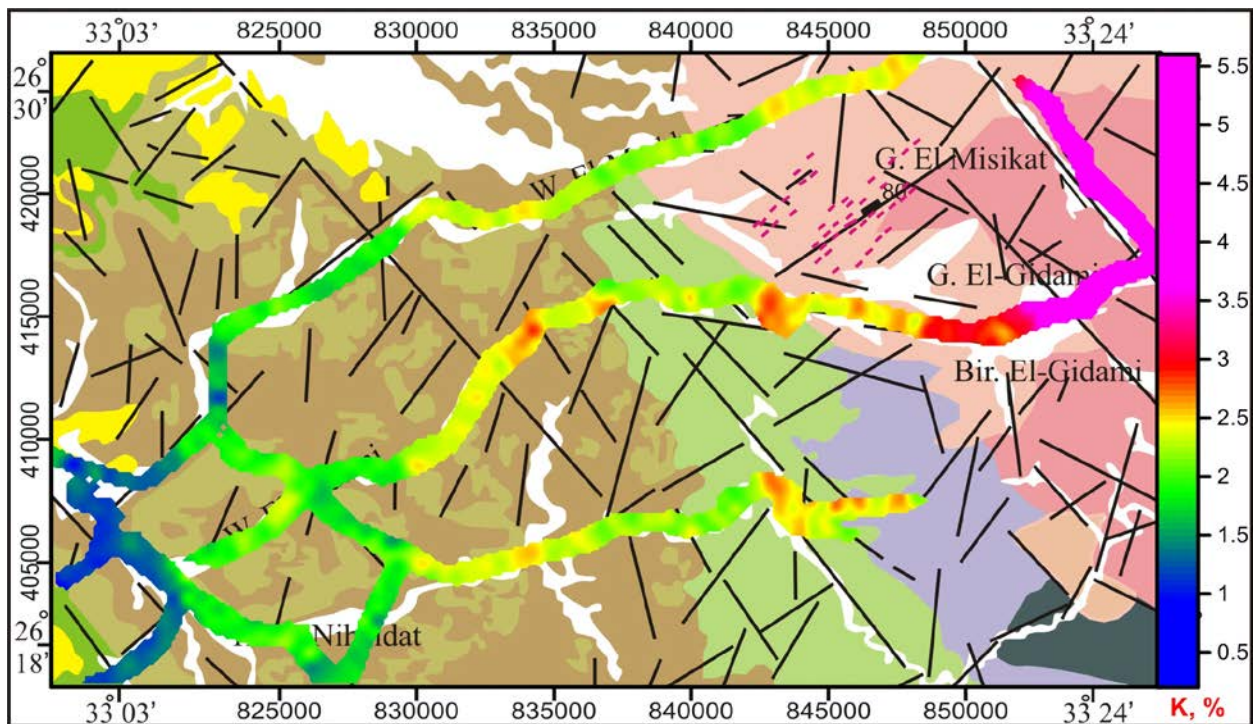 33° 03’ 825000 830000 835000 840000 845000 850000 33° 24’
26° 30’
420000
415000
410000
405000
26° 18’
W. El
G. El Misikat
80
G. El-Gidami
Bir. El-Gidami
W.
5.5
5
4.5
4
3.5
3
2.5
2
1.5
1
0.5
K, %
33° 03’ 825000 830000 835000 840000 845000 850000 33° 24’